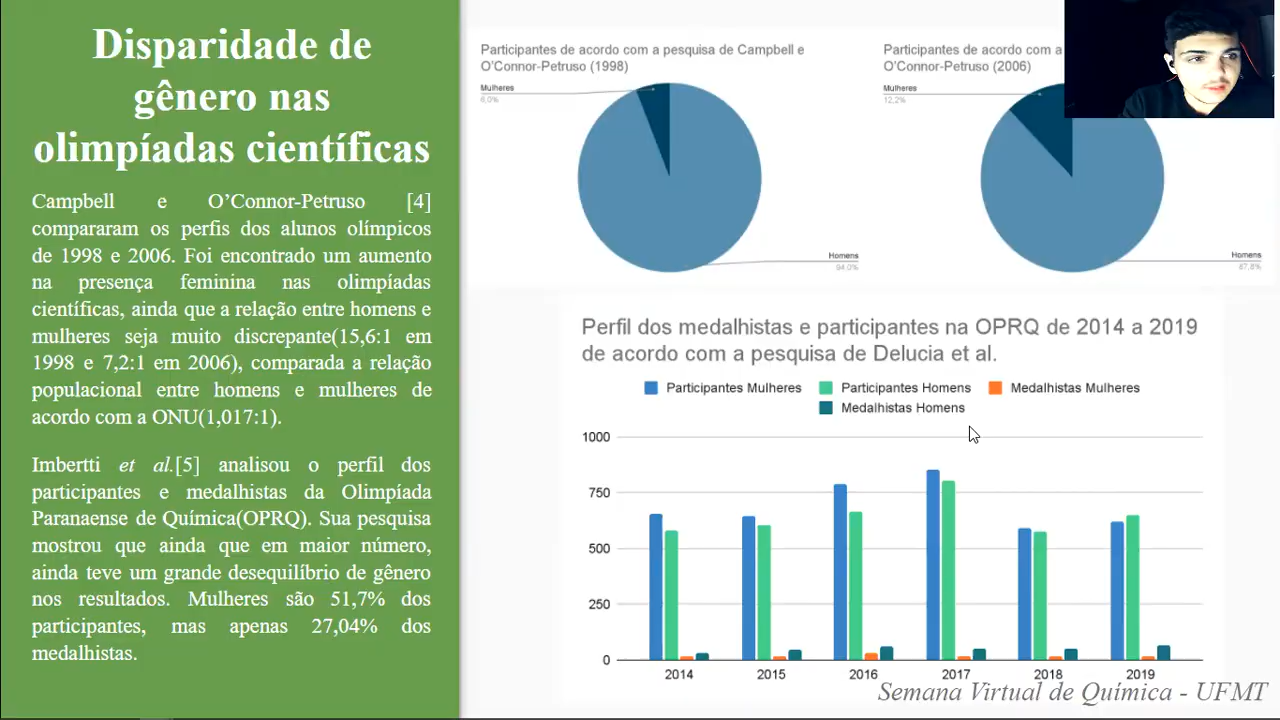 Disparidade de
gênero nas
olimpíadas científicas
Campbell e O’Connor-Petruso [4]
compararam os perfis dos alunos olímpicos
de 1998 e 2006. Foi encontrado um aumento
na presença feminina nas olimpíadas
científicas, ainda que a relação entre homens e
mulheres seja muito discrepante(15,6:1 em
1998 e 7,2:1 em 2006), comparada a relação
populacional entre homens e mulheres de
acordo com a ONU(1,017:1).
Imbertti et al.[5] analisou o perfil dos
participantes e medalhistas da Olimpíada
Paranaense de Química(OPRQ). Sua pesquisa
mostrou que ainda que em maior número,
ainda teve um grande desequilíbrio de gênero
nos resultados. Mulheres são 51,7% dos
participantes, mas apenas 27,04% dos
medalhistas.
Participantes de acordo com a pesquisa de Campbell e
O’Connor-Petruso (1998)
Mulheres
6,0%
Homens
94,0%
Participantes de acordo com a
O’Connor-Petruso (2006)
Mulheres
12,2%
Homens
87,8%
Perfil dos medalhistas e participantes na OPRQ de 2014 a 2019
de acordo com a pesquisa de Delucia et al.
Participantes Mulheres Participantes Homens Medalhistas Mulheres
Medalhistas Homens
1000
750
500
250
0
2014 2015 2016 2017 2018 2019
Semana Virtual de Química - UFMT